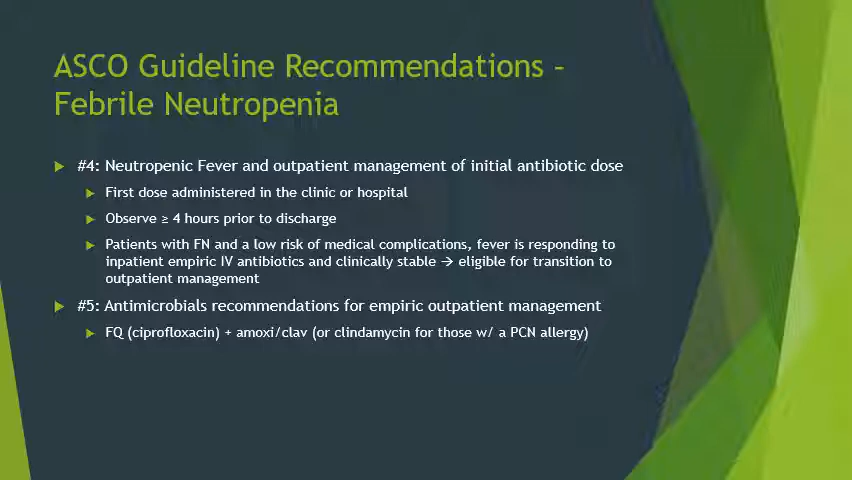 ASCO Guideline Recommendations –
Febrile Neutropenia
#4: Neutropenic Fever and outpatient management of initial antibiotic dose
First dose administered in the clinic or hospital
Observe ≥ 4 hours prior to discharge
Patients with FN and a low risk of medical complications, fever is responding to
inpatient empiric IV antibiotics and clinically stable → eligible for transition to
outpatient management
#5: Antimicrobials recommendations for empiric outpatient management
FQ (ciprofloxacin) + amoxi/clav (or clindamycin for those w/ a PCN allergy)